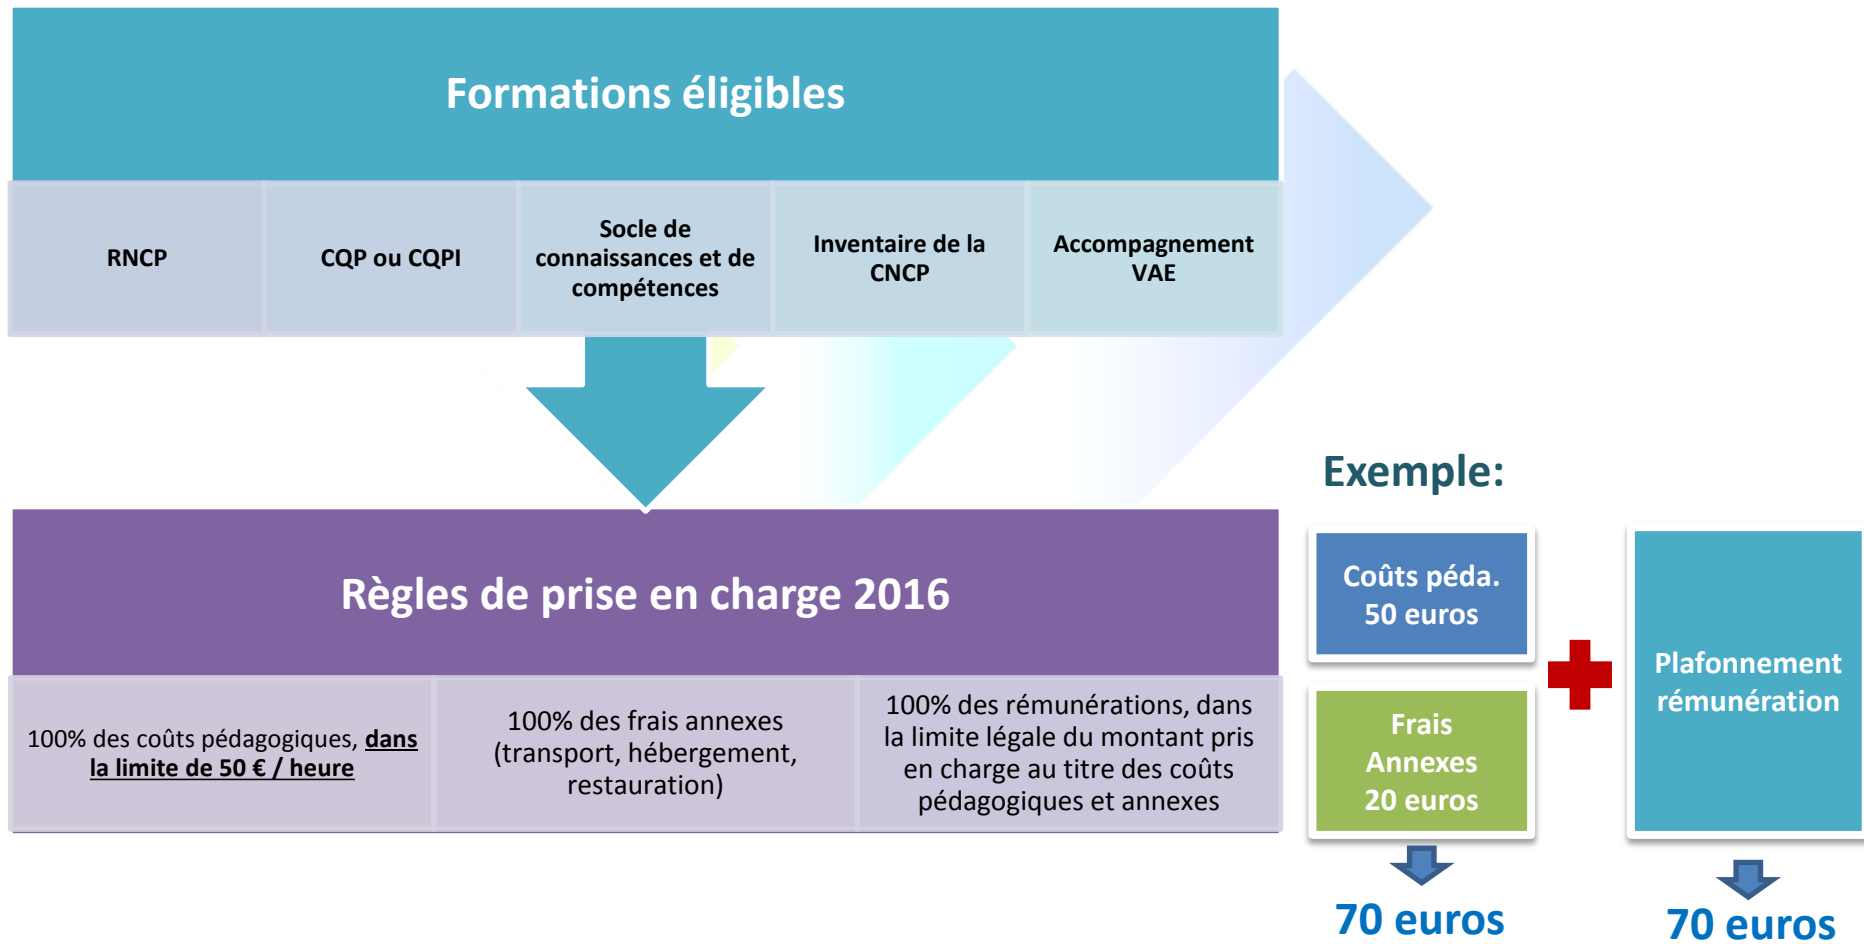 Formations éligibles
RNCP
CQP ou CQPI
Socle de
connaissances et de
compétences
Inventaire de la
CNCP
Accompagnement
VAE
Règles de prise en charge 2016
100% des coûts pédagogiques, dans
la limite de 50 € / heure
100% des frais annexes
(transport, hébergement,
restauration)
100% des rémunérations, dans
la limite légale du montant pris
en charge au titre des coûts
pédagogiques et annexes
Exemple:
Coûts péda.
50 euros
Frais
Annexes
20 euros
Plafonnement
rémunération
70 euros
70 euros